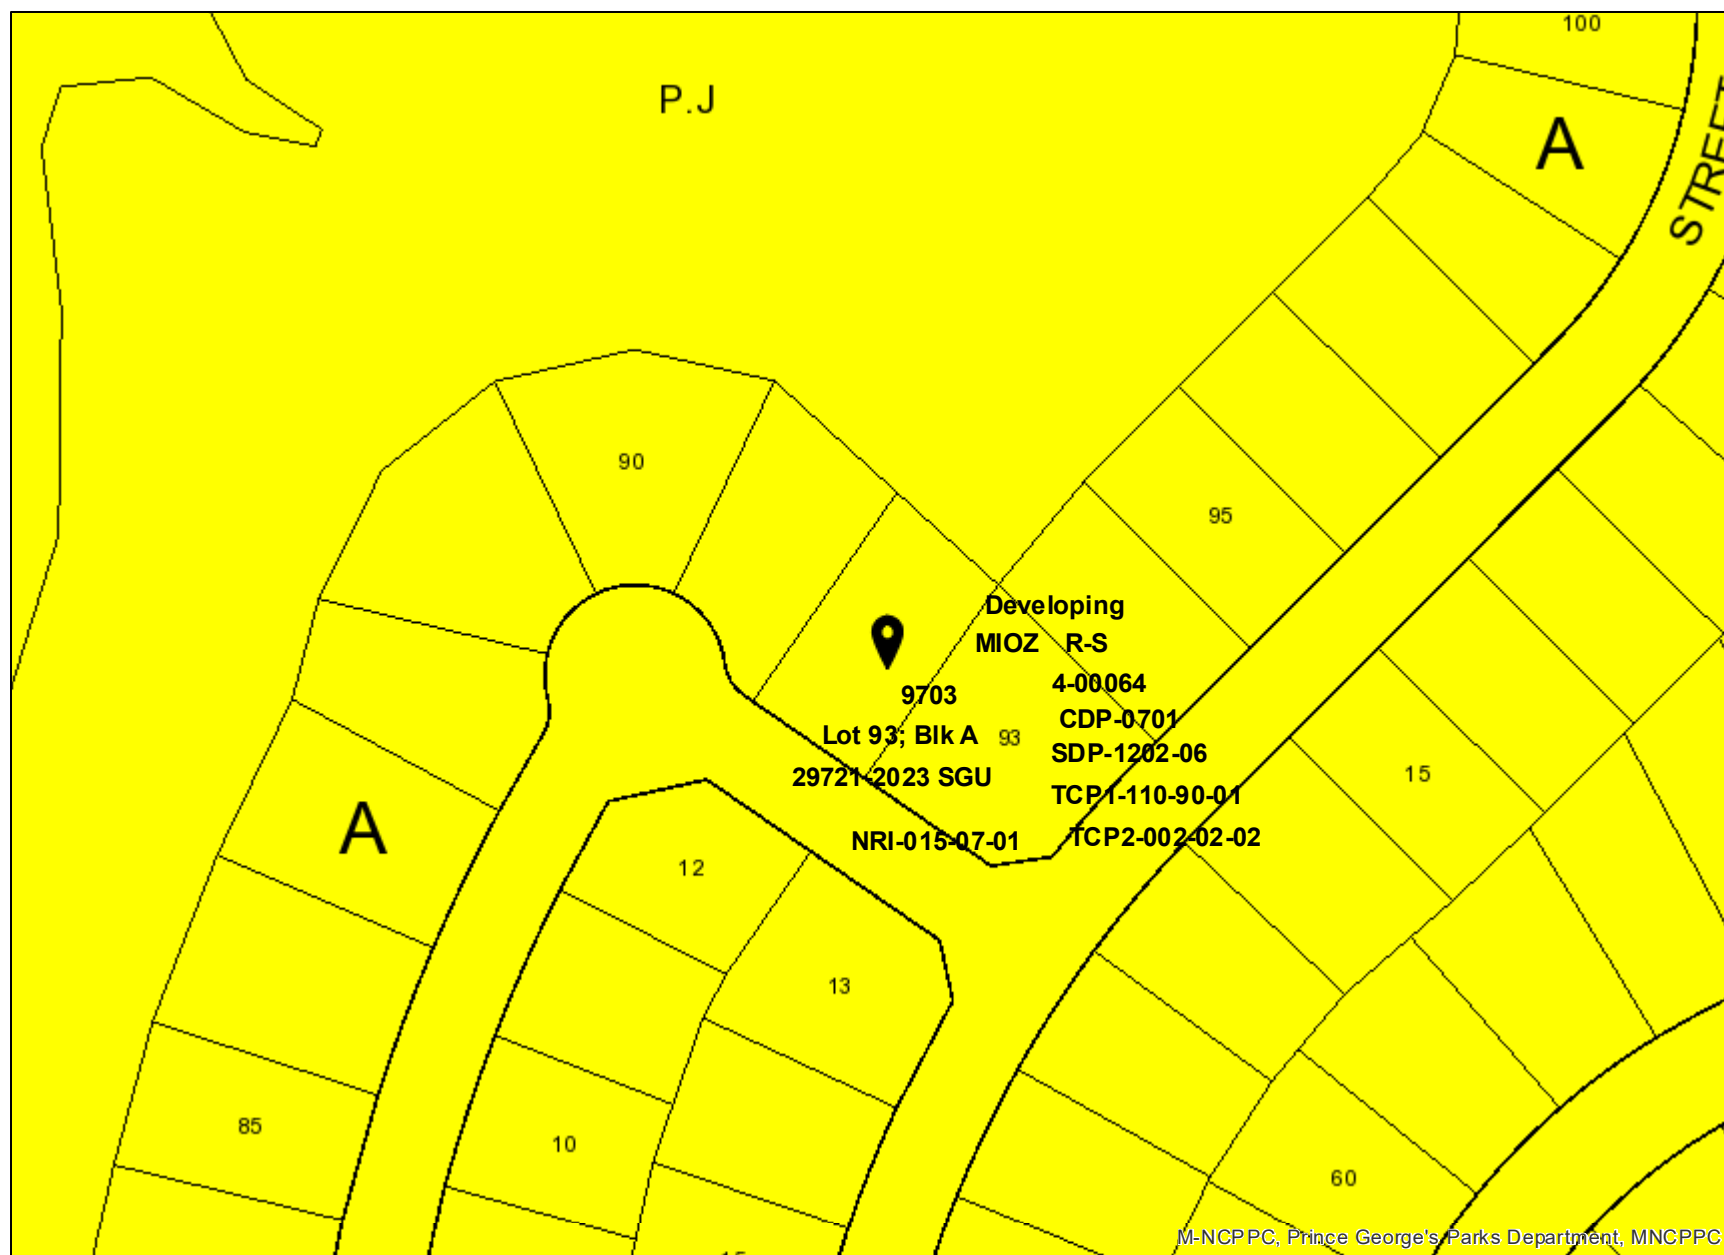 100
P.J
A
STREET
90
95
Developing
MIOZ R-S
9703
4-00064
CDP-0701
Lot 93; Blk A
93
SDP-1202-06
29721-2023 SGU
TCP1-110-90-01
15
NRI-015-07-01
TCP2-002-02-02
A
12
13
85
10
60
M-NCPPC, Prince George's Parks Department, MNCPPC